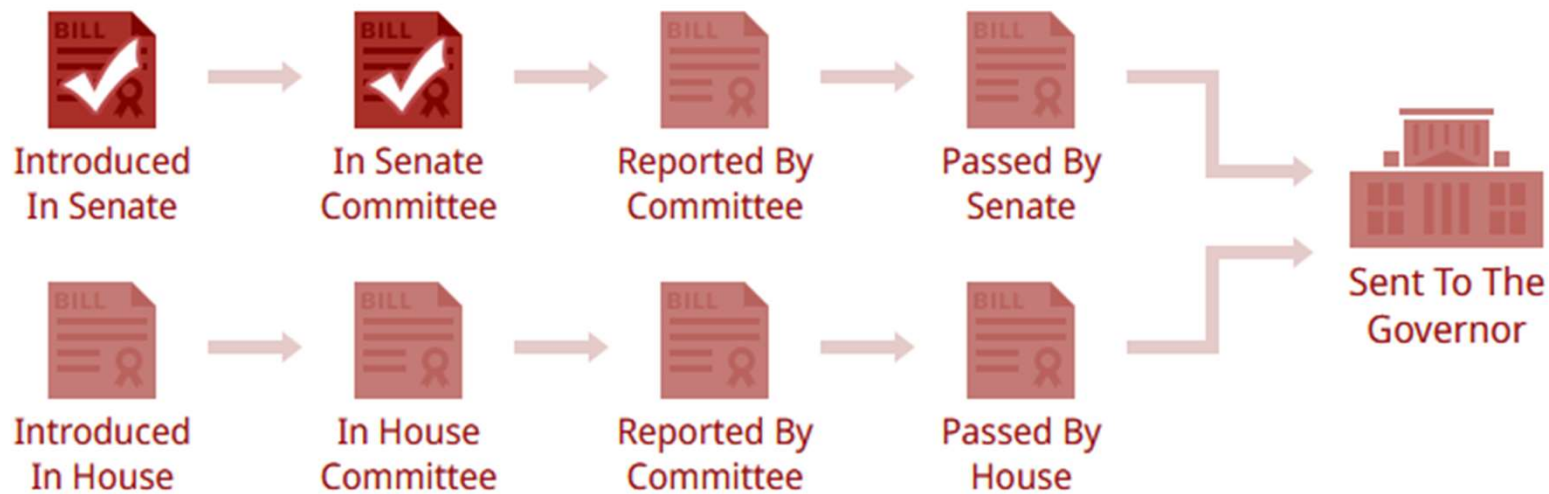 BILL
BILL
BILL
BILL
Introduced
In Senate
In Senate
Committee
Reported By
Committee
Passed By
Senate
Sent To The
Governor
BILL
BILL
BILL
BILL
Introduced
In House
In House
Committee
Reported By
Committee
Passed By
House